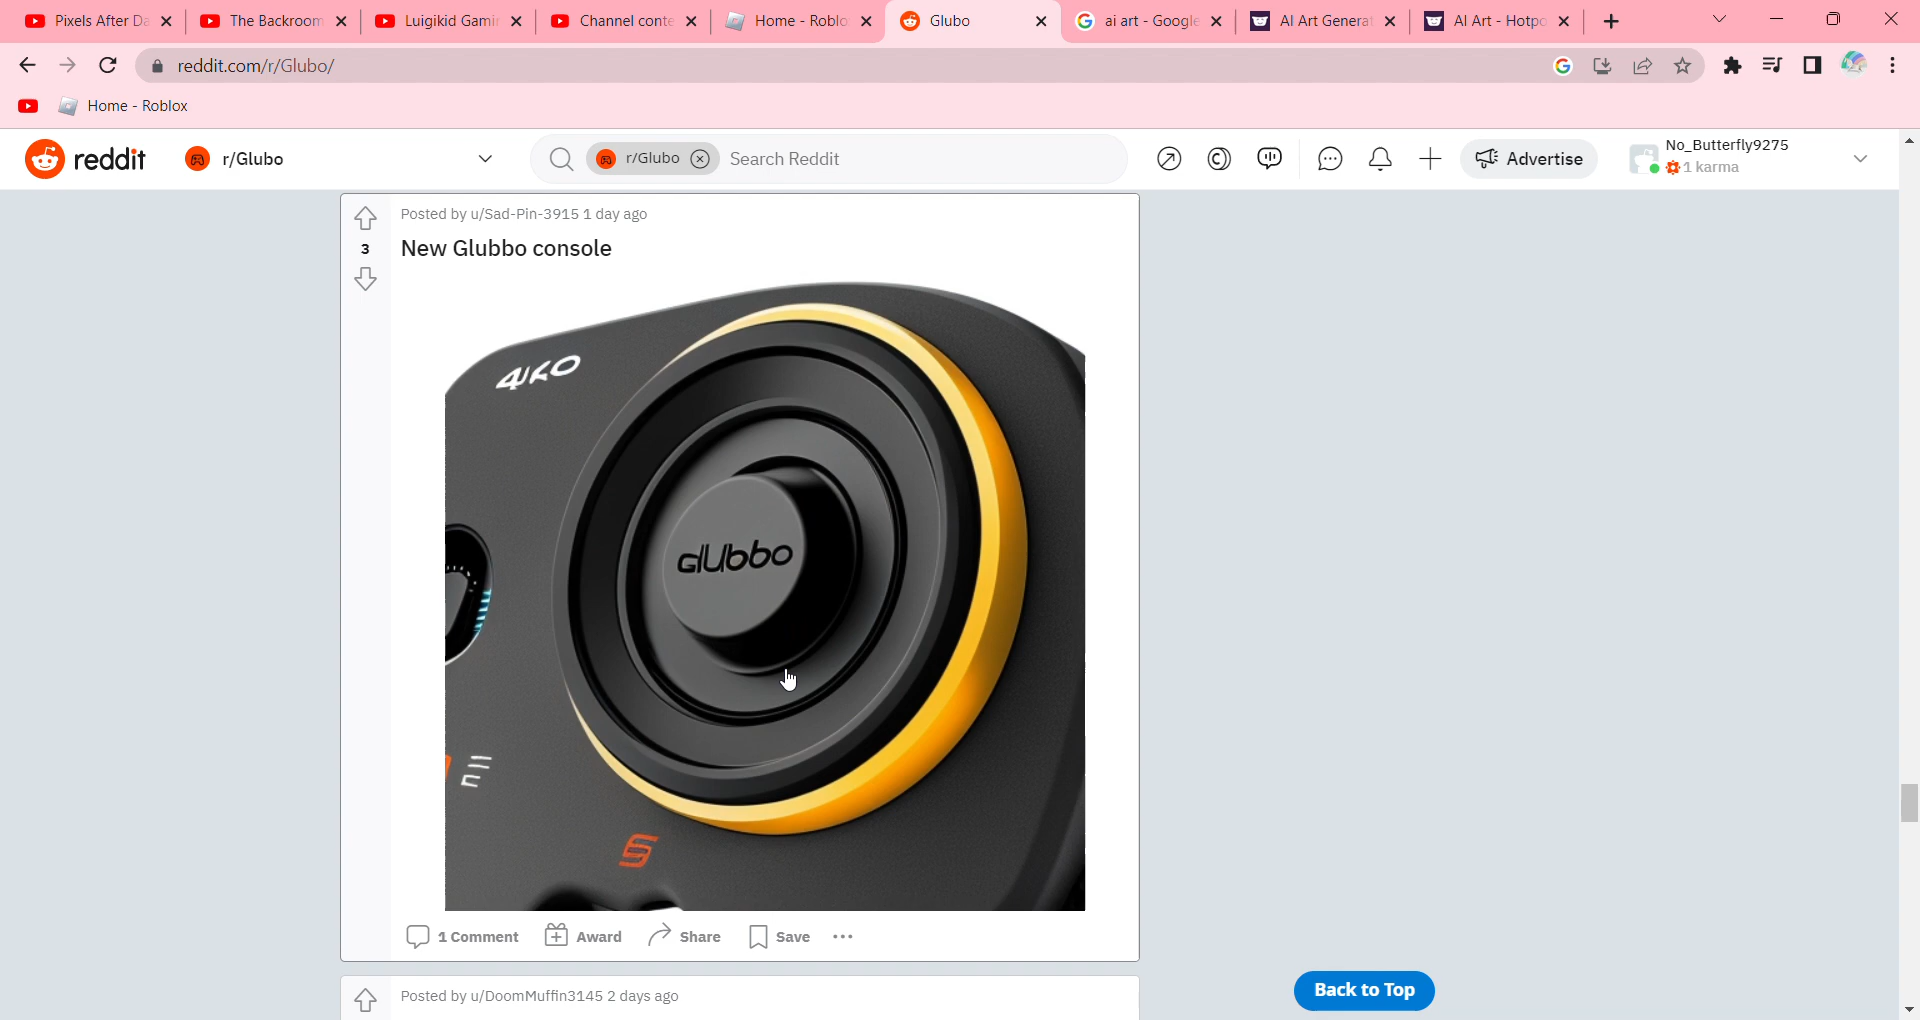 Pixels After Da
The Backroom
Luigikid Gami
Channel conte
Home - Roblo
Glubo
ai art - Google
AI Art Genera
AI Art - Hotpo
reddit.com/r/Glubo/
Home - Roblox
reddit
r/Glubo
r/Glubo
Search Reddit
Advertise
No_Butterfly9275
1 karma
Posted by u/Sad-Pin-3915 1 day ago
3
New Glubbo console
glubbo
1 Comment
Award
Share
Save
Posted by u/DoomMuffin3145 2 days ago
Back to Top